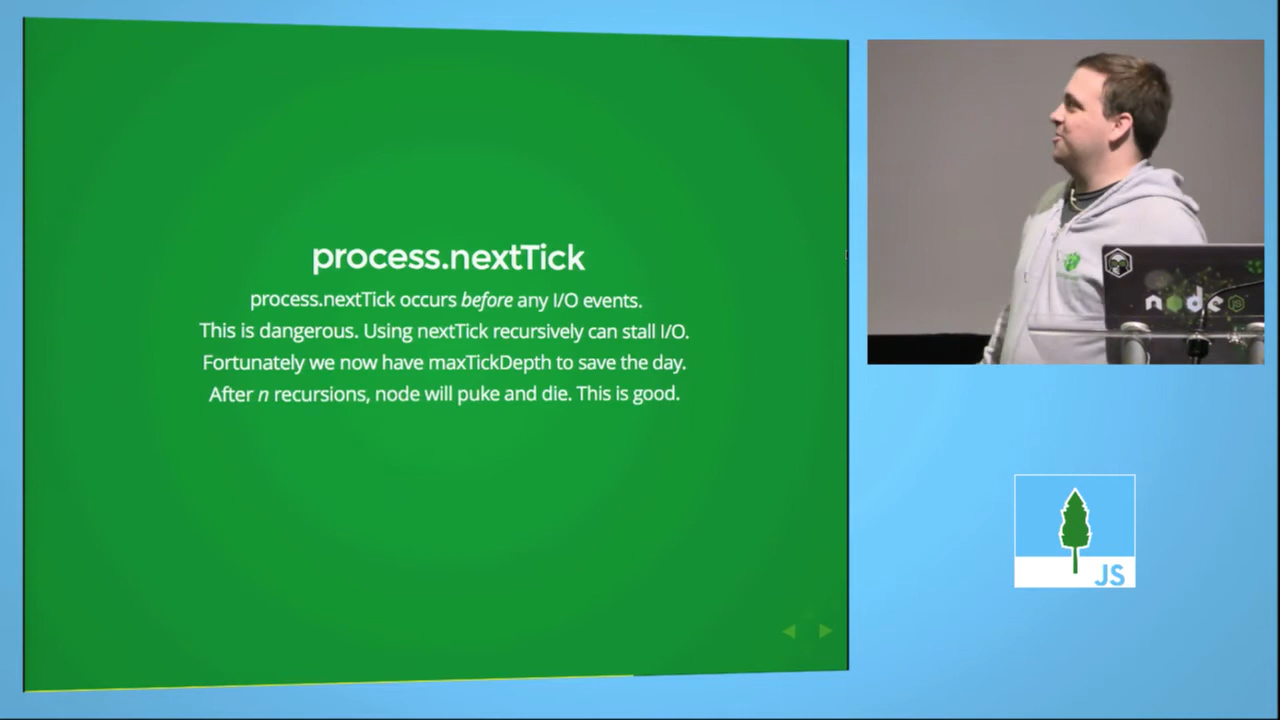 process.nextTick
process.nextTick occurs before any I/O events.
This is dangerous. Using nextTick recursively can stall I/O.
Fortunately we now have maxTickDepth to save the day.
After n recursions, node will puke and die. This is good.
node JS
JS